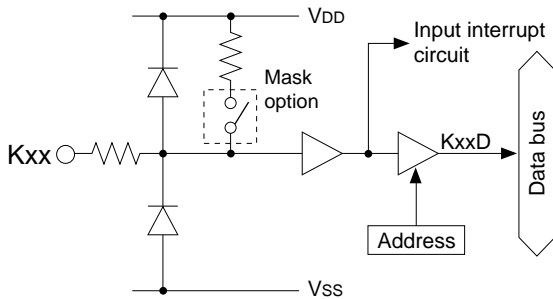 VDD
Input interrupt
circuit
Mask
option
Kxx
KxxD
Data bus
Address
VSS